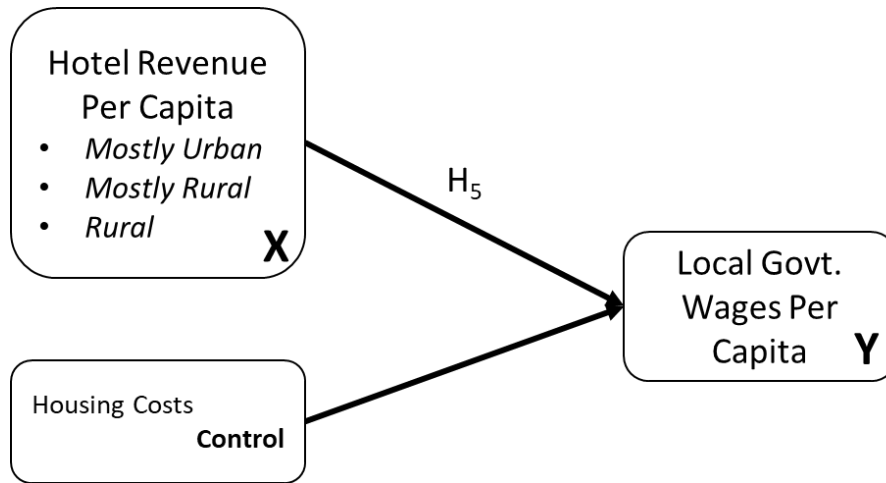 Hotel Revenue
Per Capita
• Mostly Urban
• Mostly Rural
• Rural
X
H₅
Local Govt.
Wages Per
Capita
Y
Housing Costs
Control